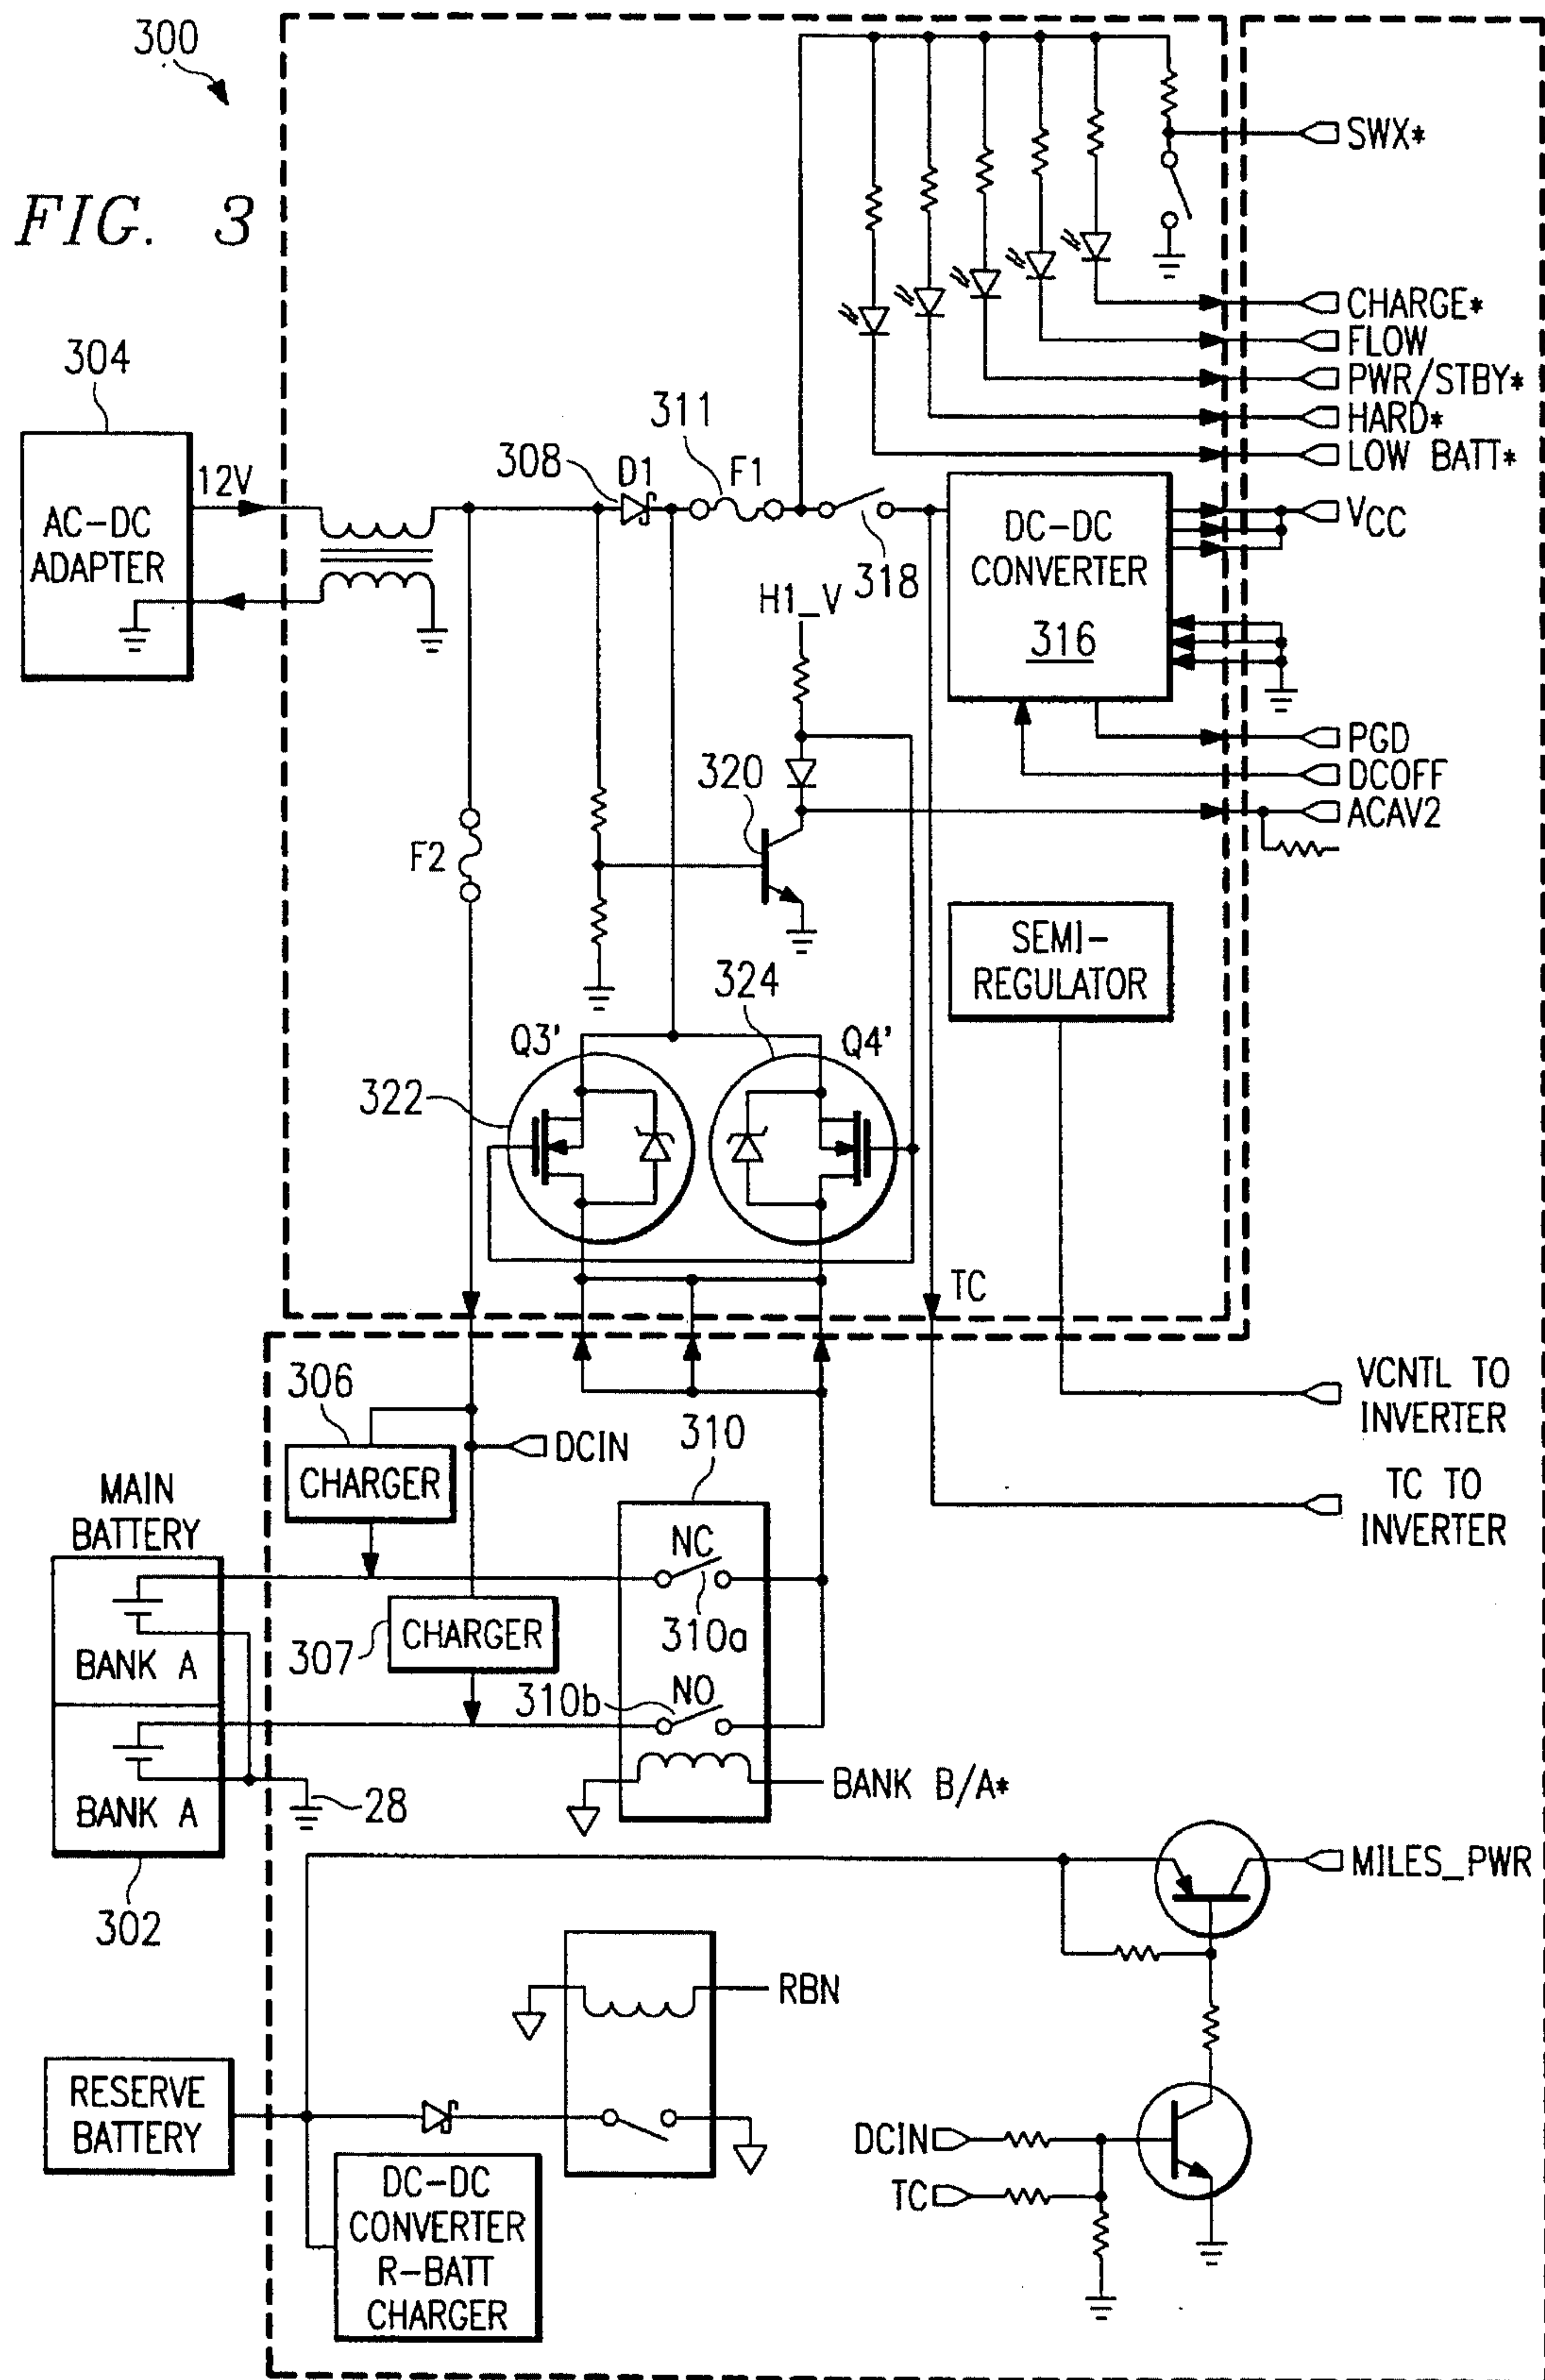 300
FIG. 3
SWX*
CHARGE*
FLOW
PWR/STBY*
HARD*
LOW BATT*
304
12V
AC-DC
ADAPTER
308
D1
311
F1
318
DC-DC
CONVERTER
316
VCC
H1_V
320
PGD
DCOFF
ACAV2
F2
SEMI-
REGULATOR
324
Q3'
Q4'
322
TC
306
CHARGER
DCIN
310
VCNTL TO
INVERTER
TC TO
INVERTER
MAIN
BATTERY
NC
310a
BANK A
307
CHARGER
310b
NO
BANK A
28
BANK B/A*
302
MILES_PWR
RBN
RESERVE
BATTERY
DCIN
TC
DC-DC
CONVERTER
R-BATT
CHARGER